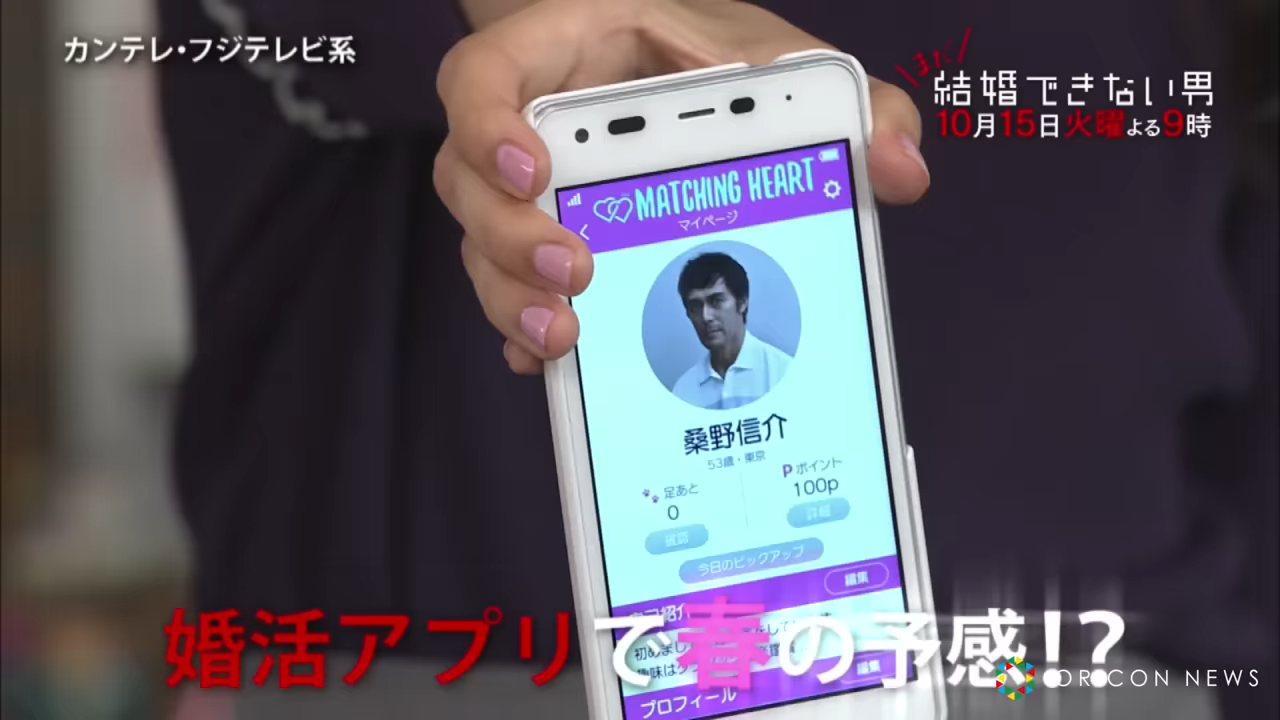 カンテレ・フジテレビ系
まだ
結婚できない男
10月15日火曜よる9時
MATCHING HEART
マイページ
桑野信介
53歳・東京
足あと
0
確認
Pポイント
100p
詳細
今日のピックアップ
編集
編集
プロフィール
婚活アプリで春の予感!?
ORICON NEWS